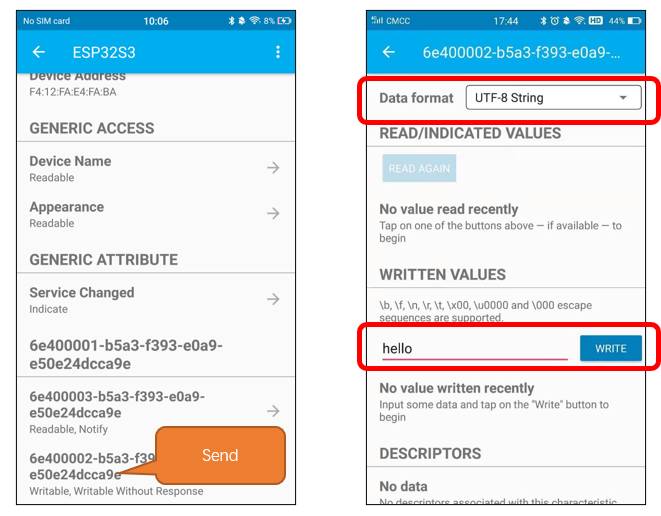 No SIM card
10:06
8%
ESP32S3
Device Address
F4:12:FA:E4:FA:BA
GENERIC ACCESS
Device Name
Readable
Appearance
Readable
GENERIC ATTRIBUTE
Service Changed
Indicate
6e400001-b5a3-f393-e0a9-
e50e24dcca9e
6e400003-b5a3-f393-e0a9-
e50e24dcca9e
Readable, Notify
6e400002-b5a3-f39
e50e24dcca9e
Writable, Writable Without Response
Send
CMCC
17:44
HD 44%
6e400002-b5a3-f393-e0a9-...
Data format
UTF-8 String
READ/INDICATED VALUES
READ AGAIN
No value read recently
Tap on one of the buttons above — if available — to
begin
WRITTEN VALUES
\b, \f, \n, \r, \t, \x00, \u0000 and \000 escape
sequences are supported.
hello
WRITE
No value written recently
Input some data and tap on the "Write" button to
begin
DESCRIPTORS
No data
No descriptors associated with this characteristic